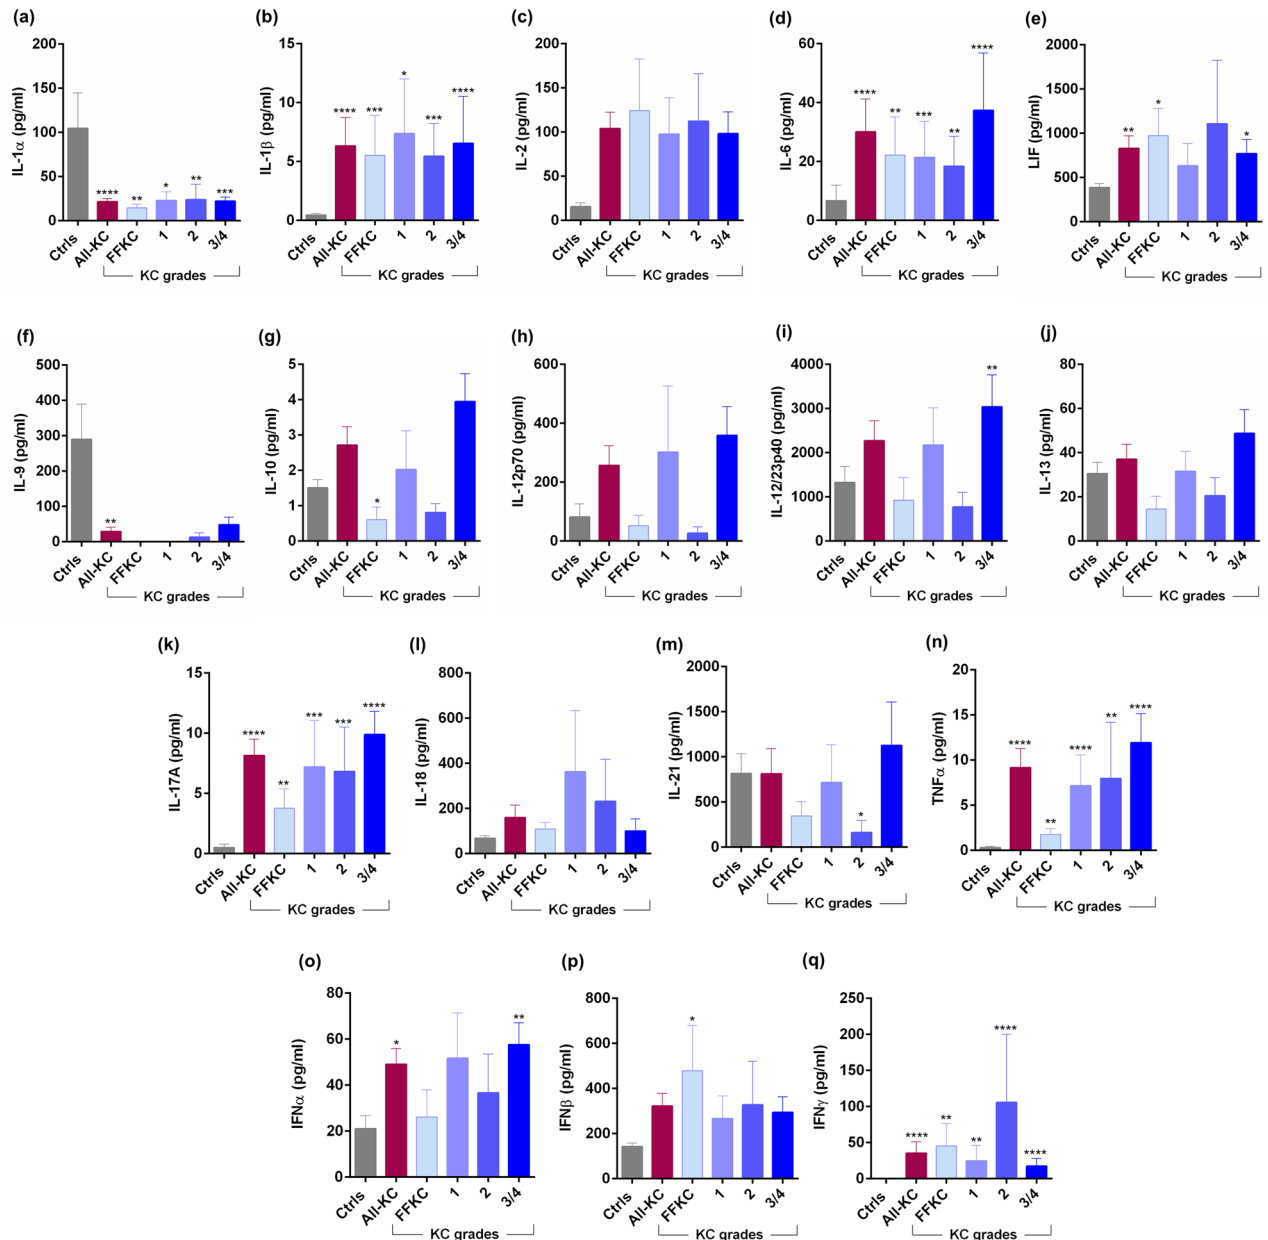 (a)
IL-1α (pg/ml)
200
150
100
50
0
**** ** * ** ***
Ctrls All-KC FFKC 1 2 3/4
KC grades
(b)
IL-1β (pg/ml)
15
10
5
0
**** *** * *** ****
Ctrls All-KC FFKC 1 2 3/4
KC grades
(c)
IL-2 (pg/ml)
200
150
100
50
0
Ctrls All-KC FFKC 1 2 3/4
KC grades
(d)
IL-6 (pg/ml)
60
40
20
0
**** ** *** ** ****
Ctrls All-KC FFKC 1 2 3/4
KC grades
(e)
LIF (pg/ml)
2000
1500
1000
500
0
** * *
Ctrls All-KC FFKC 1 2 3/4
KC grades
(f)
IL-9 (pg/ml)
500
400
300
200
100
0
**
Ctrls All-KC FFKC 1 2 3/4
KC grades
(g)
IL-10 (pg/ml)
5
4
3
2
1
0
*
Ctrls All-KC FFKC 1 2 3/4
KC grades
(h)
IL-12p70 (pg/ml)
600
400
200
0
Ctrls All-KC FFKC 1 2 3/4
KC grades
(i)
IL-12/23p40 (pg/ml)
4000
3000
2000
1000
0
**
Ctrls All-KC FFKC 1 2 3/4
KC grades
(j)
IL-13 (pg/ml)
80
60
40
20
0
Ctrls All-KC FFKC 1 2 3/4
KC grades
(k)
IL-17A (pg/ml)
15
10
5
0
**** ** *** *** ****
Ctrls All-KC FFKC 1 2 3/4
KC grades
(l)
IL-18 (pg/ml)
800
600
400
200
0
Ctrls All-KC FFKC 1 2 3/4
KC grades
(m)
IL-21 (pg/ml)
2000
1500
1000
500
0
*
Ctrls All-KC FFKC 1 2 3/4
KC grades
(n)
TNFα (pg/ml)
20
15
10
5
0
**** ** **** ** ****
Ctrls All-KC FFKC 1 2 3/4
KC grades
(o)
IFNα (pg/ml)
80
60
40
20
0
* **
Ctrls All-KC FFKC 1 2 3/4
KC grades
(p)
IFNβ (pg/ml)
800
600
400
200
0
*
Ctrls All-KC FFKC 1 2 3/4
KC grades
(q)
IFNγ (pg/ml)
250
200
150
100
50
0
**** ** ** **** ****
Ctrls All-KC FFKC 1 2 3/4
KC grades